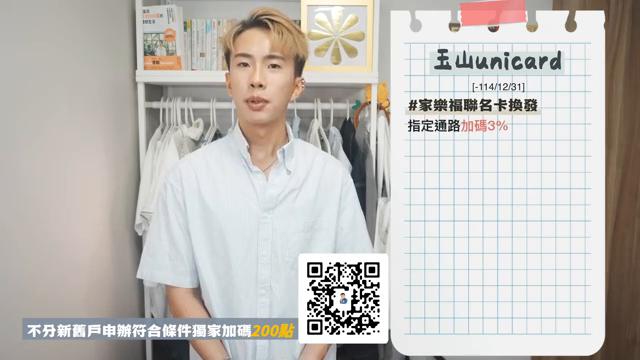 玉山unicard
[-114/12/31]
#家樂福聯名卡換發
指定通路加碼3%
不分新舊戶申辦符合條件獨家加碼200點